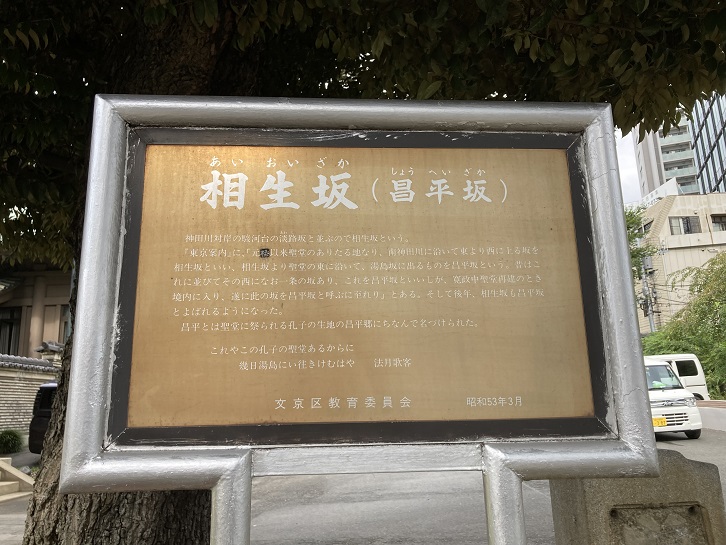 あいおいざか
しょうへいざか
相生坂（昌平坂）
神田川対岸の駿河台の淡路坂と並ぶので相生坂という。
「東京案内」に、「元禄以来聖堂のありたる地なり、南神田川に沿いて東より西に上る坂を
相生坂といい、相生坂より聖堂の東に沿いて、湯島坂に出るものを昌平坂という。昔はこ
れに並びてその西になお一条の坂あり、これを昌平坂といいしが、寛政中聖堂再建のとき
境内に入り、遂に此の坂を昌平坂と呼ぶに至れり」とある。そして後年、相生坂も昌平坂
とよばれるようになった。
昌平とは聖堂に祭られる孔子の生地の昌平郷にちなんで名づけられた。
これやこの孔子の聖堂あるからに
幾日湯島にい往きけむはや　法月歌客
文京区教育委員会　昭和53年3月